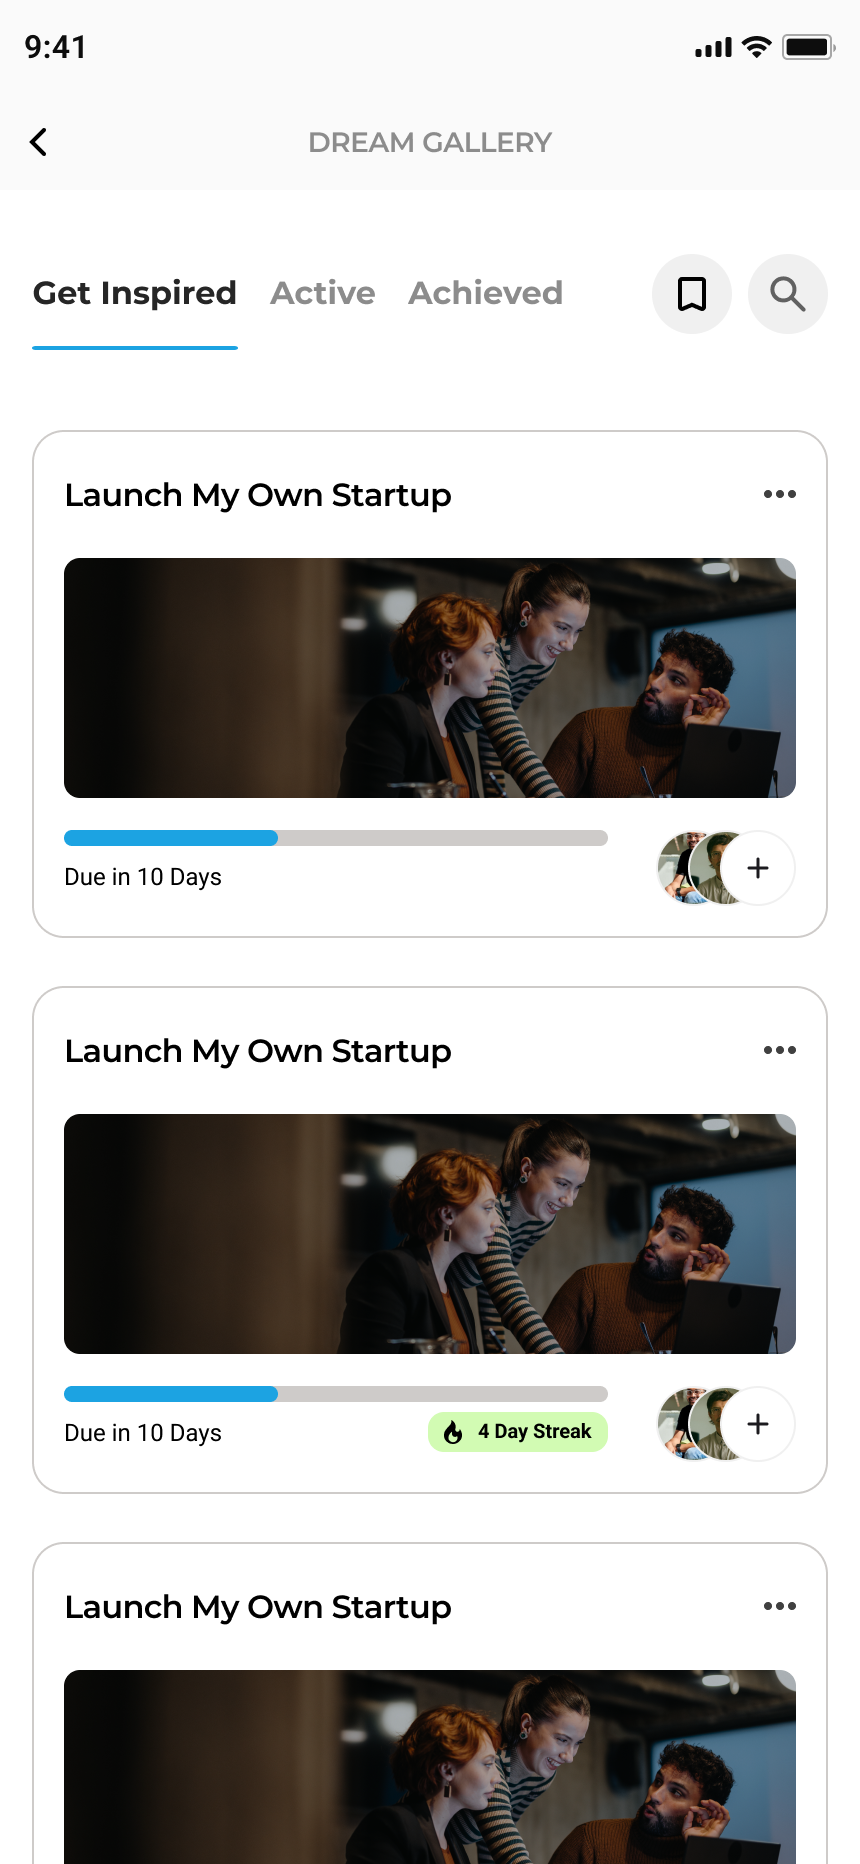 9:41
DREAM GALLERY
Get Inspired Active Achieved
Launch My Own Startup
Due in 10 Days
Launch My Own Startup
Due in 10 Days
4 Day Streak
Launch My Own Startup